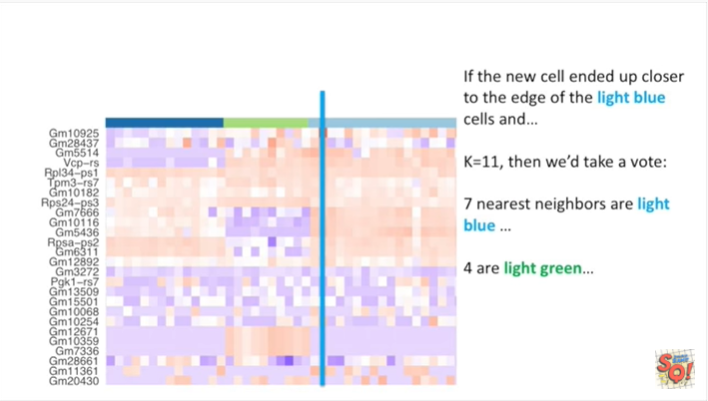 If the new cell ended up closer
to the edge of the light blue
cells and...
K=11, then we'd take a vote:
7 nearest neighbors are light
blue ...
4 are light green...
Gm10925
Gm28437
Gm5514
Vcp-rs
Rpl34-ps1
Tpm3-rs7
Gm10182
Rps24-ps3
Gm7666
Gm10116
Gm5436
Rpsa-ps2
Gm6311
Gm12892
Gm3272
Pgk1-rs7
Gm13509
Gm15501
Gm10068
Gm10254
Gm12671
Gm10359
Gm7336
Gm28661
Gm11361
Gm20430
SQ!